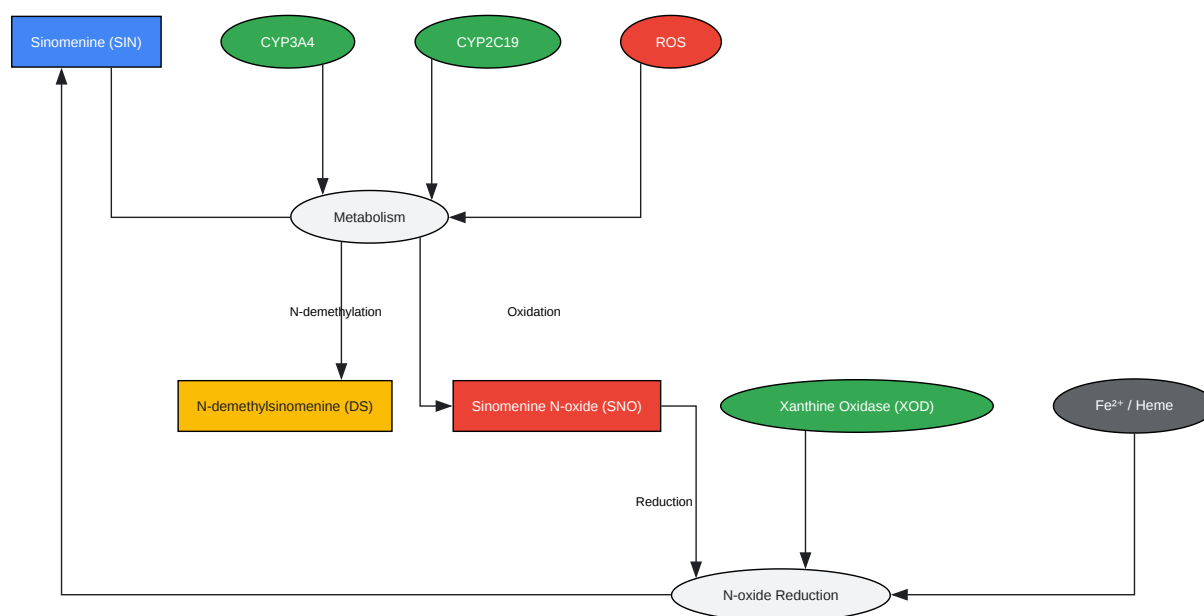 Sinomenine (SIN)
CYP3A4
CYP2C19
ROS
Metabolism
N-demethylation
Oxidation
N-demethylsinomenine (DS)
Sinomenine N-oxide (SNO)
Xanthine Oxidase (XOD)
Fe²⁺ / Heme
Reduction
N-oxide Reduction